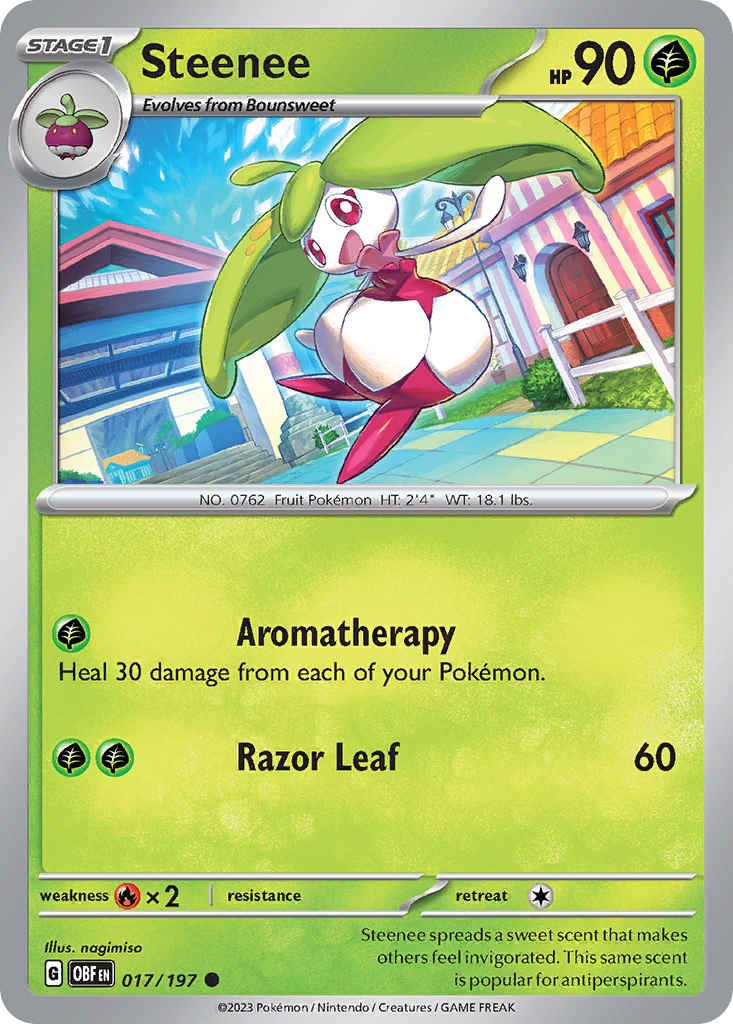 STAGE 1
Steenee
HP 90
Evolves from Bounsweet
NO. 0762 Fruit Pokémon HT: 2'4" WT: 18.1 lbs.
Aromatherapy
Heal 30 damage from each of your Pokémon.
Razor Leaf 60
weakness ×2 resistance retreat
Illus. nagimiso
Steenee spreads a sweet scent that makes
others feel invigorated. This same scent
is popular for antiperspirants.
G OBF EN 017/197
©2023 Pokémon / Nintendo / Creatures / GAME FREAK